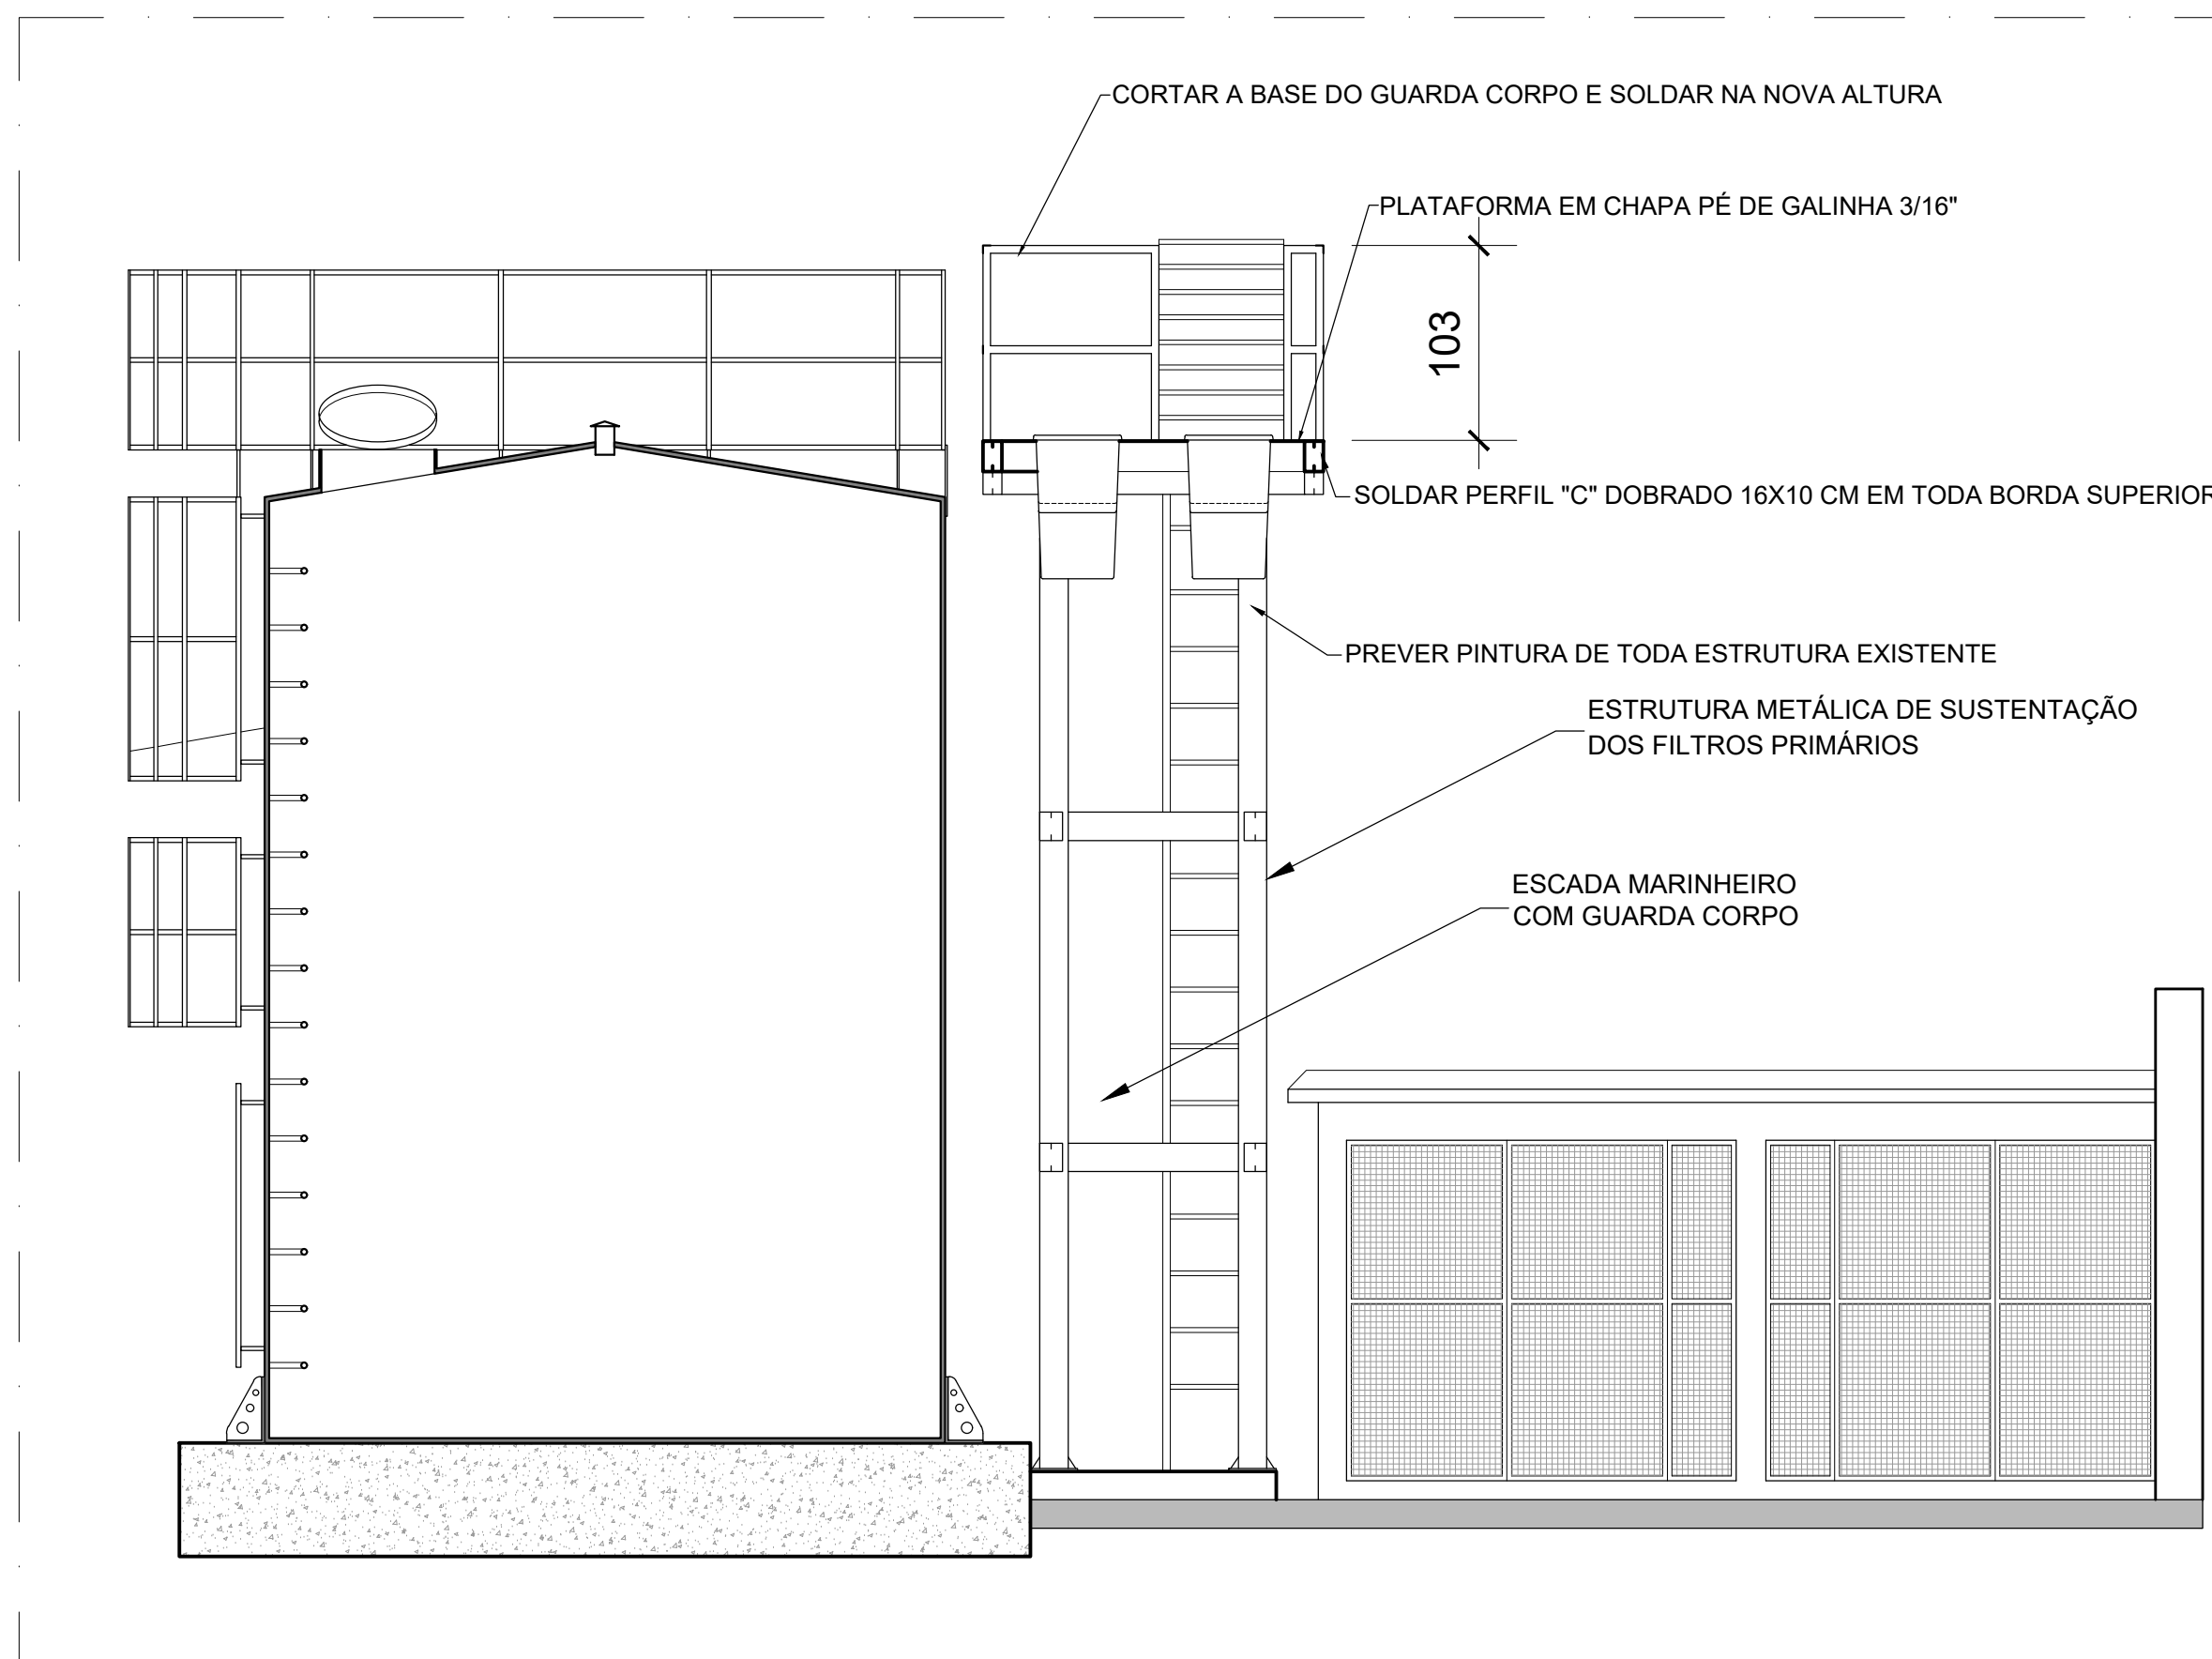 CORTAR A BASE DO GUARDA CORPO E SOLDAR NA NOVA ALTURA
PLATAFORMA EM CHAPA PÉ DE GALINHA 3/16"
103
SOLDAR PERFIL "C" DOBRADO 16X10 CM EM TODA BORDA SUPERIOR
PREVER PINTURA DE TODA ESTRUTURA EXISTENTE
ESTRUTURA METÁLICA DE SUSTENTAÇÃO
DOS FILTROS PRIMÁRIOS
ESCADA MARINHEIRO
COM GUARDA CORPO